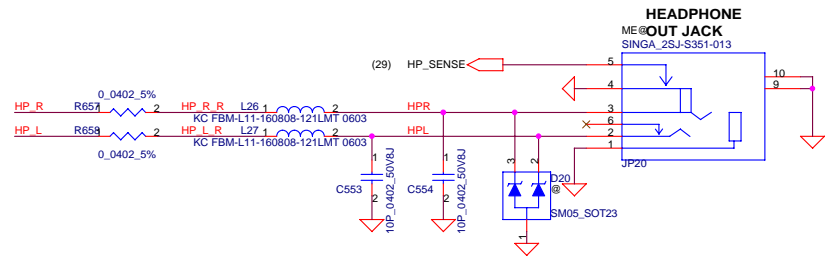 HEADPHONE
ME@ OUT JACK
SINGA_2SJ-S351-013
(29) HP_SENSE 5
10
4 9
0_0402_5%
HP_R R657 1 2 HP_R_R L26 1 2 HPR 3
KC FBM-L11-160808-121LMT 0603
6
HP_L R658 1 2 HP_L_R L27 1 2 HPL 2
KC FBM-L11-160808-121LMT 0603
1
0_0402_5%
JP20
1 1 3 2
C553 10P_0402_50V8J C554 10P_0402_50V8J D20
@
2 2
SM05_SOT23
1